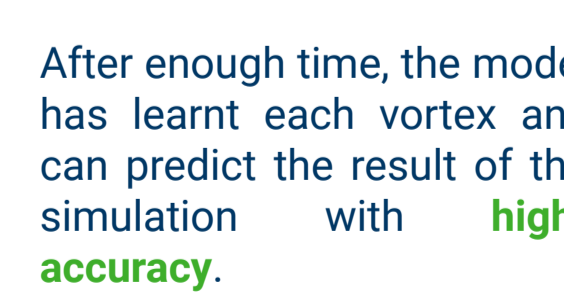 After enough time, the mode
has learnt each vortex an
can predict the result of th
simulation with high
accuracy.